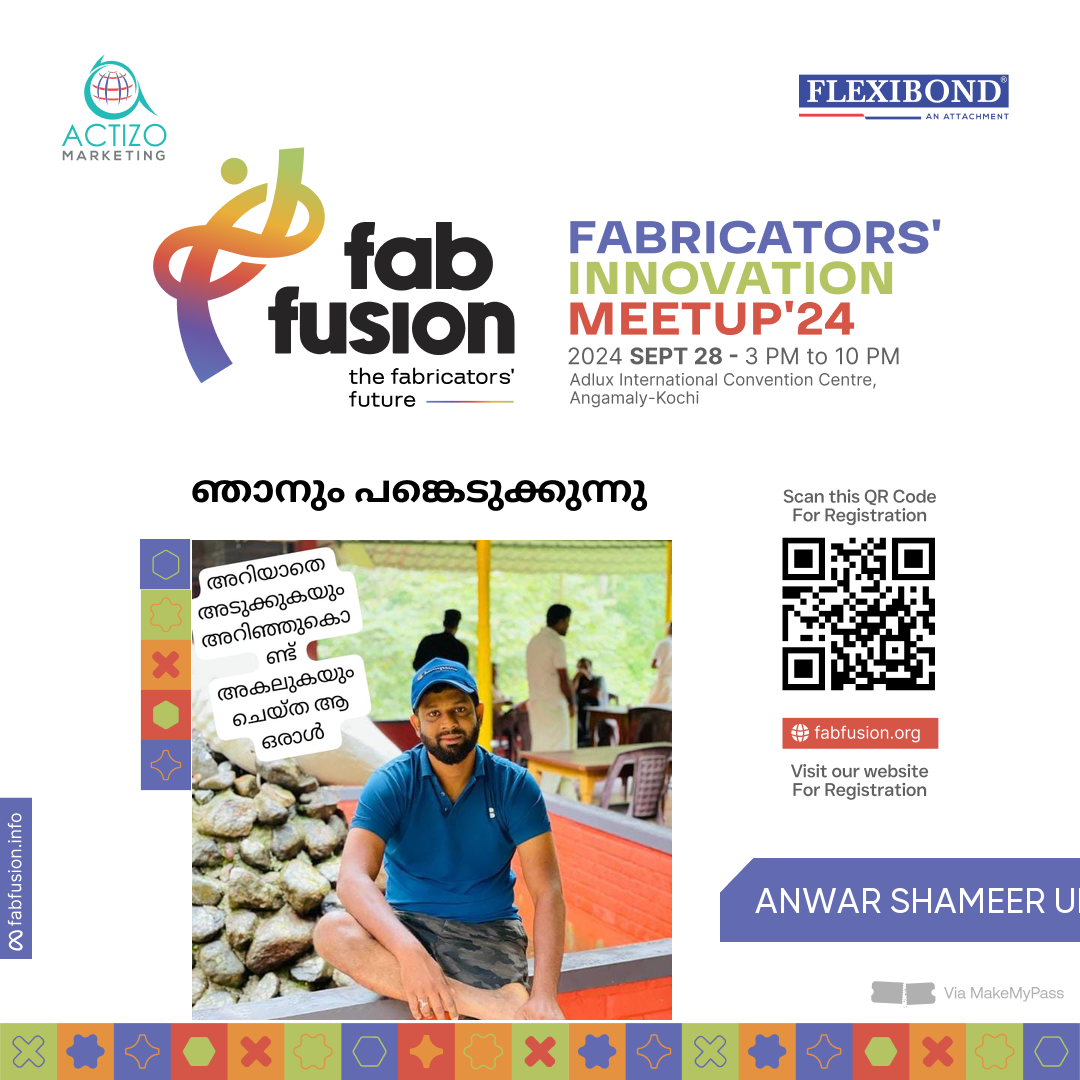 ACTIZO
MARKETING
FLEXIBOND®
AN ATTACHMENT
fab
fusion
the fabricators'
future
FABRICATORS'
INNOVATION
MEETUP'24
2024 SEPT 28 - 3 PM to 10 PM
Adlux International Convention Centre,
Angamaly-Kochi
ഞാനും പങ്കെടുക്കുന്നു
അറിയാതെ
അടുക്കുകയും
അറിഞ്ഞുകൊ
ണ്ട്
അകലുകയും
ചെയ്ത ആ
ഒരാൾ
Scan this QR Code
For Registration
fabfusion.org
Visit our website
For Registration
fabfusion.info
ANWAR SHAMEER
Via MakeMyPass